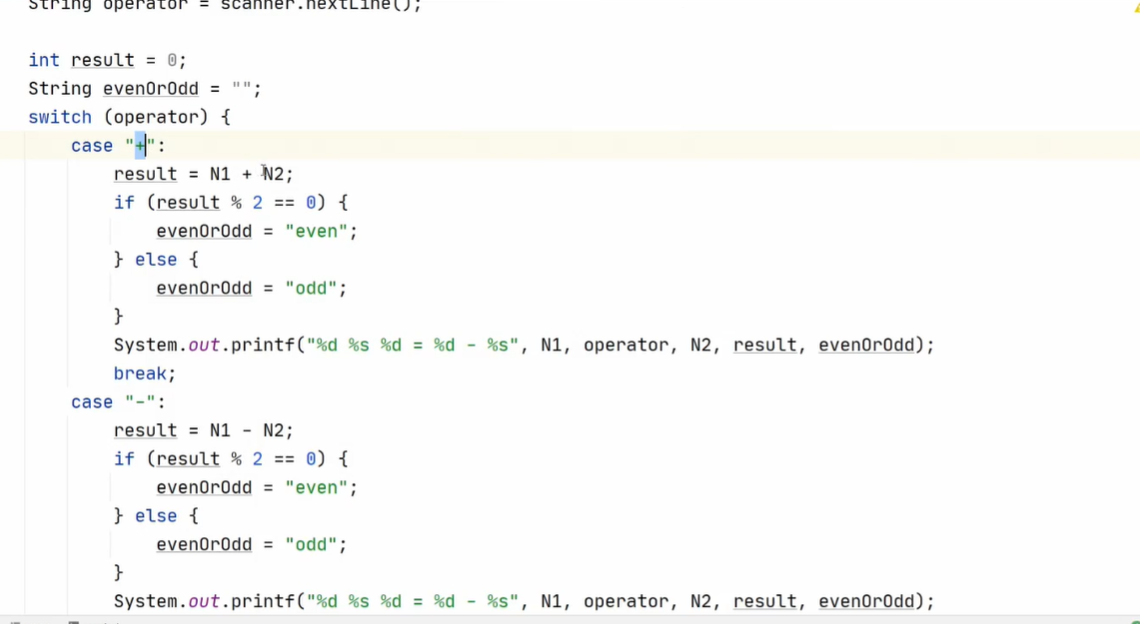 String operator = scanner.nextLine();
int result = 0;
String evenOrOdd = "";
switch (operator) {
case "+":
result = N1 + N2;
if (result % 2 == 0) {
evenOrOdd = "even";
} else {
evenOrOdd = "odd";
}
System.out.printf("%d %s %d = %d - %s", N1, operator, N2, result, evenOrOdd);
break;
case "-":
result = N1 - N2;
if (result % 2 == 0) {
evenOrOdd = "even";
} else {
evenOrOdd = "odd";
}
System.out.printf("%d %s %d = %d - %s", N1, operator, N2, result, evenOrOdd);